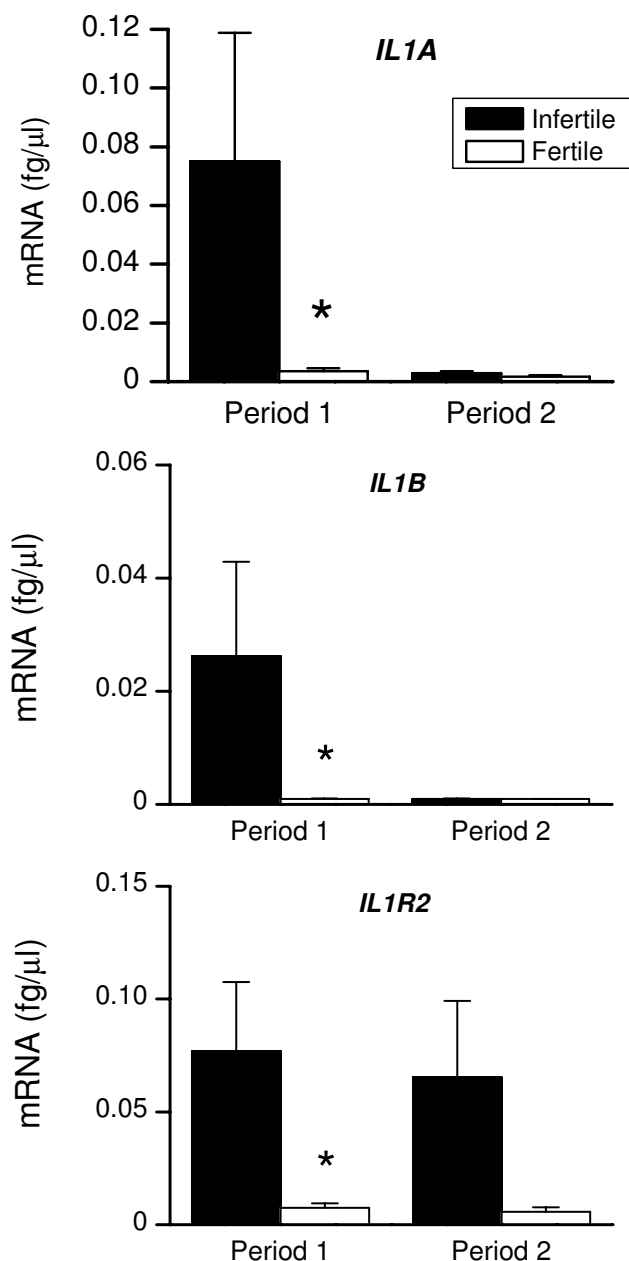 IL1A
Infertile
Fertile
mRNA (fg/µl)
0.12
0.10
0.08
0.06
0.04
0.02
0
*
Period 1 Period 2
IL1B
mRNA (fg/µl)
0.06
0.04
0.02
0
*
Period 1 Period 2
IL1R2
mRNA (fg/µl)
0.15
0.10
0.05
0
*
Period 1 Period 2